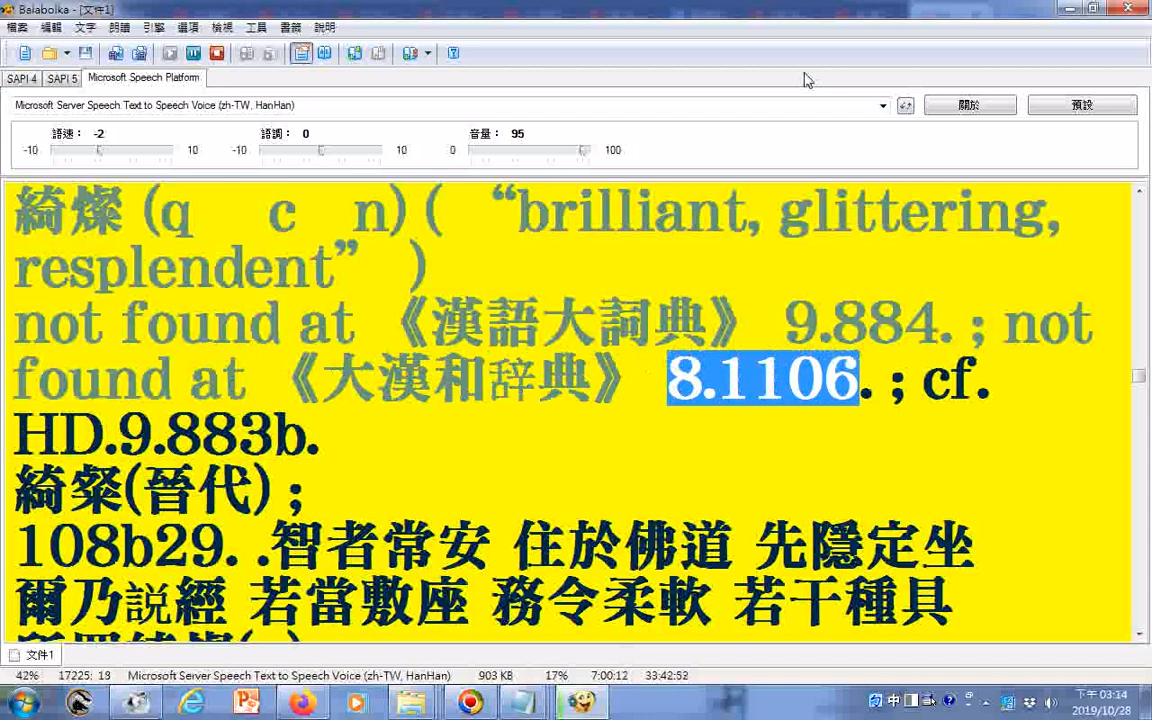 Balabolka - [文件1]
檔案 編輯 文字 朗讀 引擎 選項 檢視 工具 書籤 說明
SAPI 4 SAPI 5 Microsoft Speech Platform
Microsoft Server Speech Text to Speech Voice (zh-TW, HanHan) 關於 預設
語速： -2 語調： 0 音量： 95
-10 10 -10 10 0 100
綺燦 (q c n) ( “brilliant, glittering,
resplendent” )
not found at 《漢語大詞典》 9.884. ; not
found at 《大漢和辞典》 8.1106. ; cf.
HD.9.883b.
綺粲(晉代) ;
108b29. .智者常安 住於佛道 先隱定坐
爾乃説經 若當敷座 務令柔軟 若干種具
文件1
42% 17225: 18 Microsoft Server Speech Text to Speech Voice (zh-TW, HanHan) 903 KB 17% 7:00:12 33:42:52
中 下午 03:14
2019/10/28